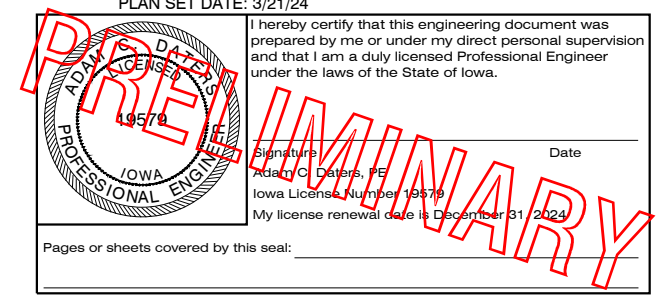 PLAN SET DATE: 3/21/24
I hereby certify that this engineering document was
prepared by me or under my direct personal supervision
and that I am a duly licensed Professional Engineer
under the laws of the State of Iowa.
ADAM C. DATERS
LICENSED
19579
IOWA
PROFESSIONAL ENGINEER
PRELIMINARY
Signature Date
Adam C. Daters, PE
Iowa License Number 19579
My license renewal date is December 31, 2024
Pages or sheets covered by this seal: